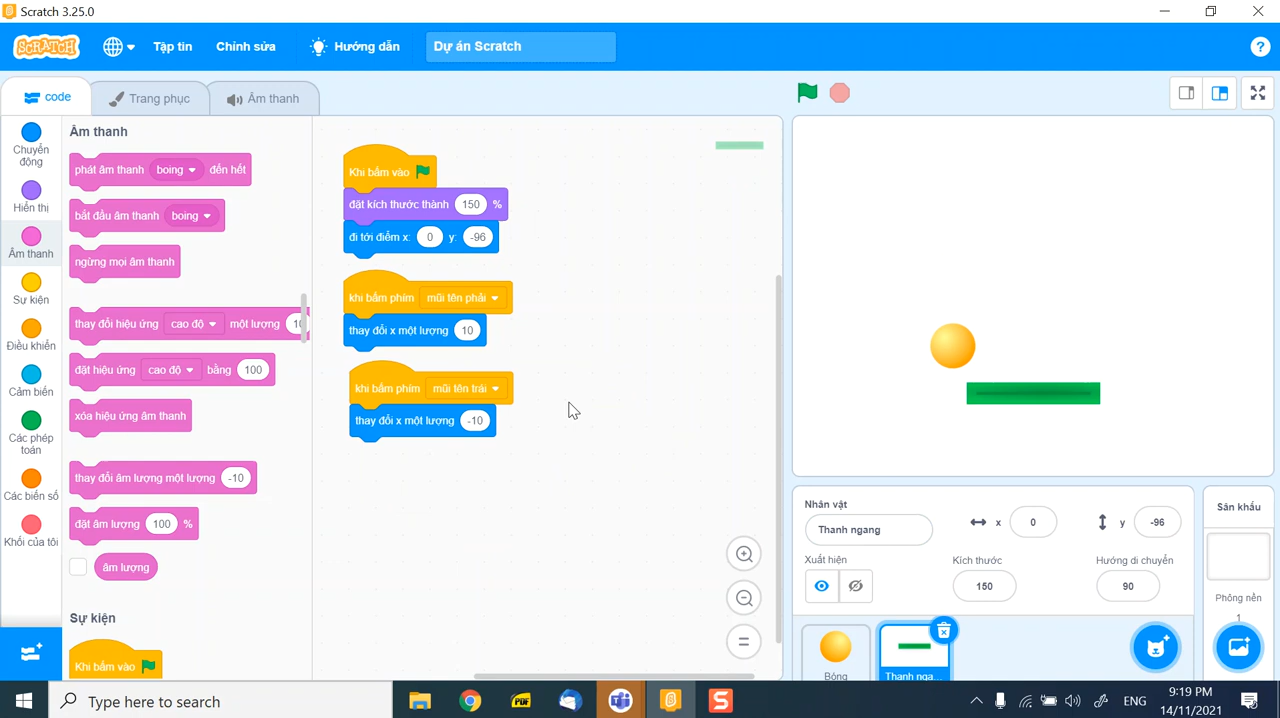 Scratch 3.25.0
SCRATCH
Tập tin
Chính sửa
Hướng dẫn
Dự án Scratch
?
code
Trang phục
Âm thanh
Chuyển động
Hiển thị
Âm thanh
Sự kiện
Điều khiển
Cảm biến
Các phép toán
Các biến số
Khối của tôi
Âm thanh
phát âm thanh boing đến hết
bắt đầu âm thanh boing
ngừng mọi âm thanh
thay đổi hiệu ứng cao độ một lượng 10
đặt hiệu ứng cao độ bằng 100
xóa hiệu ứng âm thanh
thay đổi âm lượng một lượng -10
đặt âm lượng 100 %
âm lượng
Sự kiện
Khi bấm vào
Khi bấm vào
đặt kích thước thành 150 %
đi tới điểm x: 0 y: -96
khi bấm phím mũi tên phải
thay đổi x một lượng 10
khi bấm phím mũi tên trái
thay đổi x một lượng -10
Nhân vật
Thanh ngang
x 0
y -96
Xuất hiện
Kích thước
150
Hướng di chuyển
90
Bóng
Thanh nga...
Sân khấu
Phông nền
1
Type here to search
PDF
S
ENG
9:19 PM
14/11/2021